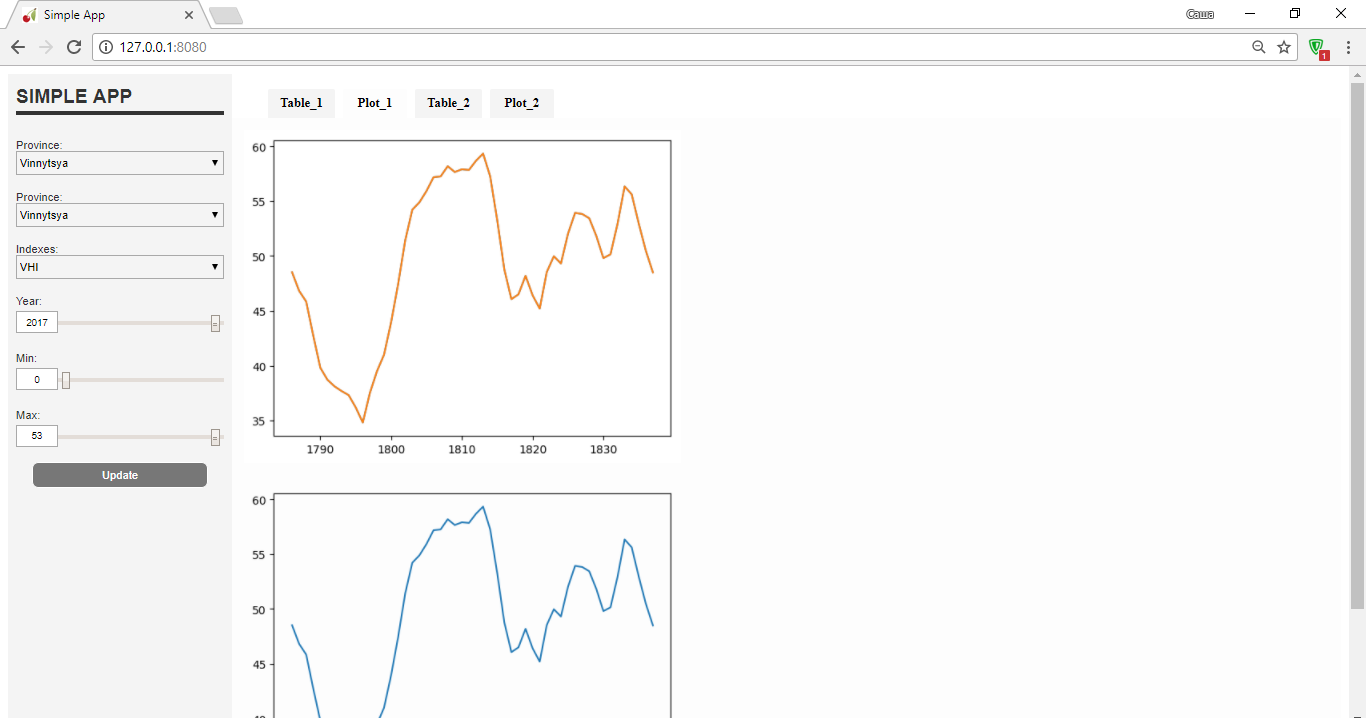 Simple App
Саша
127.0.0.1:8080
1
SIMPLE APP
Province:
Vinnytsya
Province:
Vinnytsya
Indexes:
VHI
Year:
2017
Min:
0
Max:
53
Update
Table_1 Plot_1 Table_2 Plot_2
60
55
50
45
40
35
1790 1800 1810 1820 1830
60
55
50
45
40